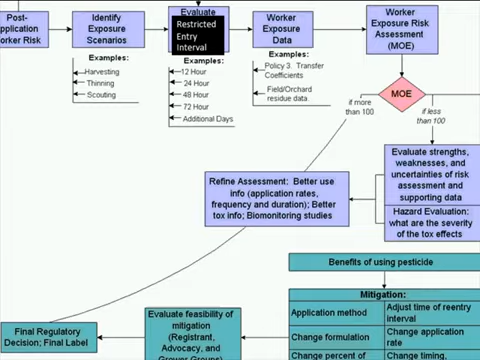 Post-
pplication
orker Risk
Identify
Exposure
Scenarios
Examples:
Harvesting
Thinning
Scouting
Evaluate
Restricted
Entry
Interval
Examples:
12 Hour
24 Hour
48 Hour
72 Hour
Additional Days
Worker
Exposure
Data
Examples:
Policy 3. Transfer
Coefficients
Field/Orchard
residue data.
Worker
Exposure Risk
Assessment
(MOE)
MOE
if more
than 100
if less
than 100
Evaluate strengths,
weaknesses, and
uncertainties of risk
assessment and
supporting data
Hazard Evaluation:
what are the severity
of the tox effects
Refine Assessment: Better use
info (application rates,
frequency and duration); Better
tox info; Biomonitoring studies
Benefits of using pesticide
Mitigation:
Application method
Adjust time of reentry
interval
Change formulation
Change application
rate
Change percent of
Change timing,
Evaluate feasibility of
mitigation
(Registrant,
Advocacy, and
Grower Groups)
Final Regulatory
Decision; Final Label